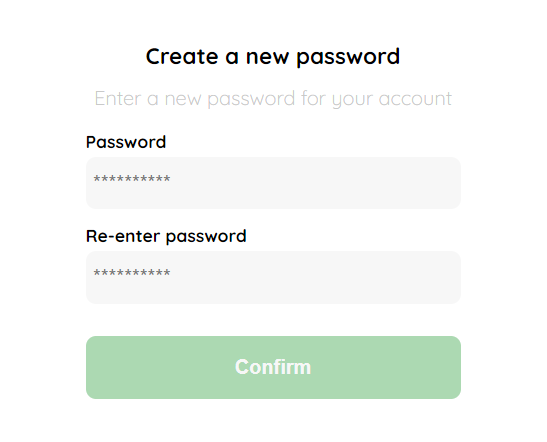 Create a new password
Enter a new password for your account
Password
**********
Re-enter password
**********
Confirm